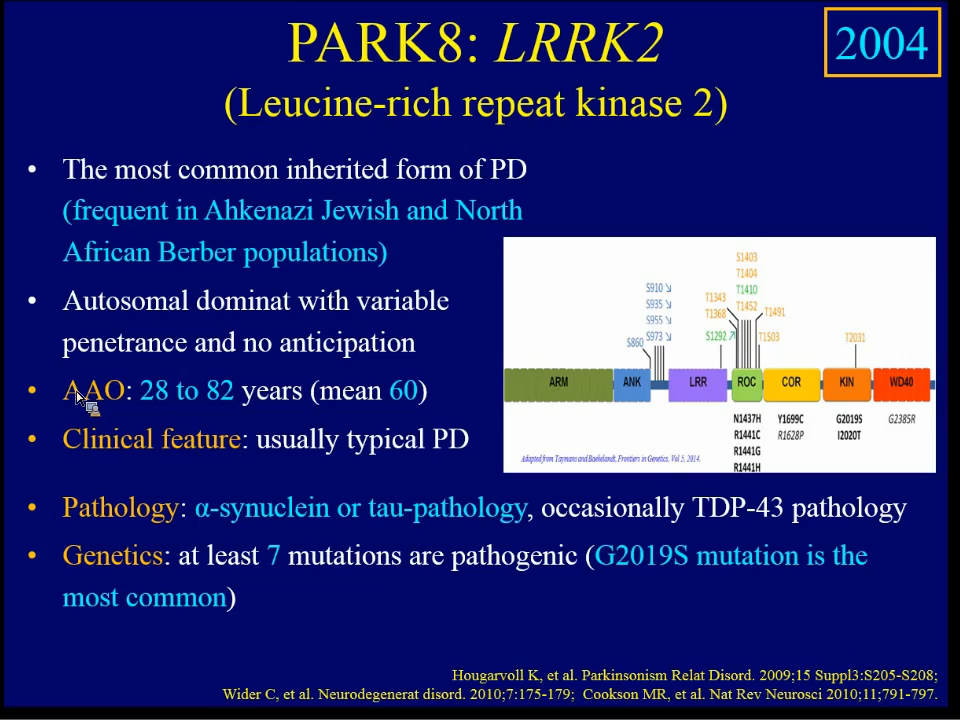 PARK8: LRRK2
2004
(Leucine-rich repeat kinase 2)
• The most common inherited form of PD
(frequent in Ahkenazi Jewish and North
African Berber populations)
• Autosomal dominat with variable
penetrance and no anticipation
• AAO: 28 to 82 years (mean 60)
• Clinical feature: usually typical PD
S1403
T1404
T1410
T1452
S910
S935
S955
S973
T1343
T1368
T1491
S860
S1292
T1503
T2031
ARM ANK LRR ROC COR KIN WD40
N1437H Y1699C G2019S G2385R
R1441C R1628P I2020T
R1441G
R1441H
Adapted from Taymans and Baekelandt, Frontiers in Genetics. Vol 5, 2014.
• Pathology: α-synuclein or tau-pathology, occasionally TDP-43 pathology
• Genetics: at least 7 mutations are pathogenic (G2019S mutation is the
most common)
Hougarvoll K, et al. Parkinsonism Relat Disord. 2009;15 Suppl3:S205-S208;
Wider C, et al. Neurodegenerat disord. 2010;7:175-179; Cookson MR, et al. Nat Rev Neurosci 2010;11;791-797.